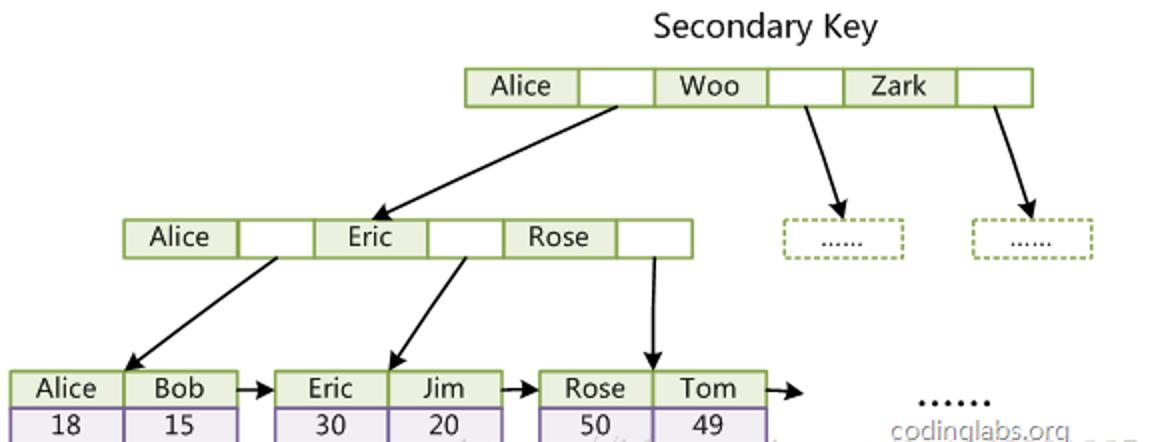 Secondary Key
Alice Woo Zark
Alice Eric Rose ...... ......
Alice Bob Eric Jim Rose Tom
......
18 15 30 20 50 49
codinglabs.org